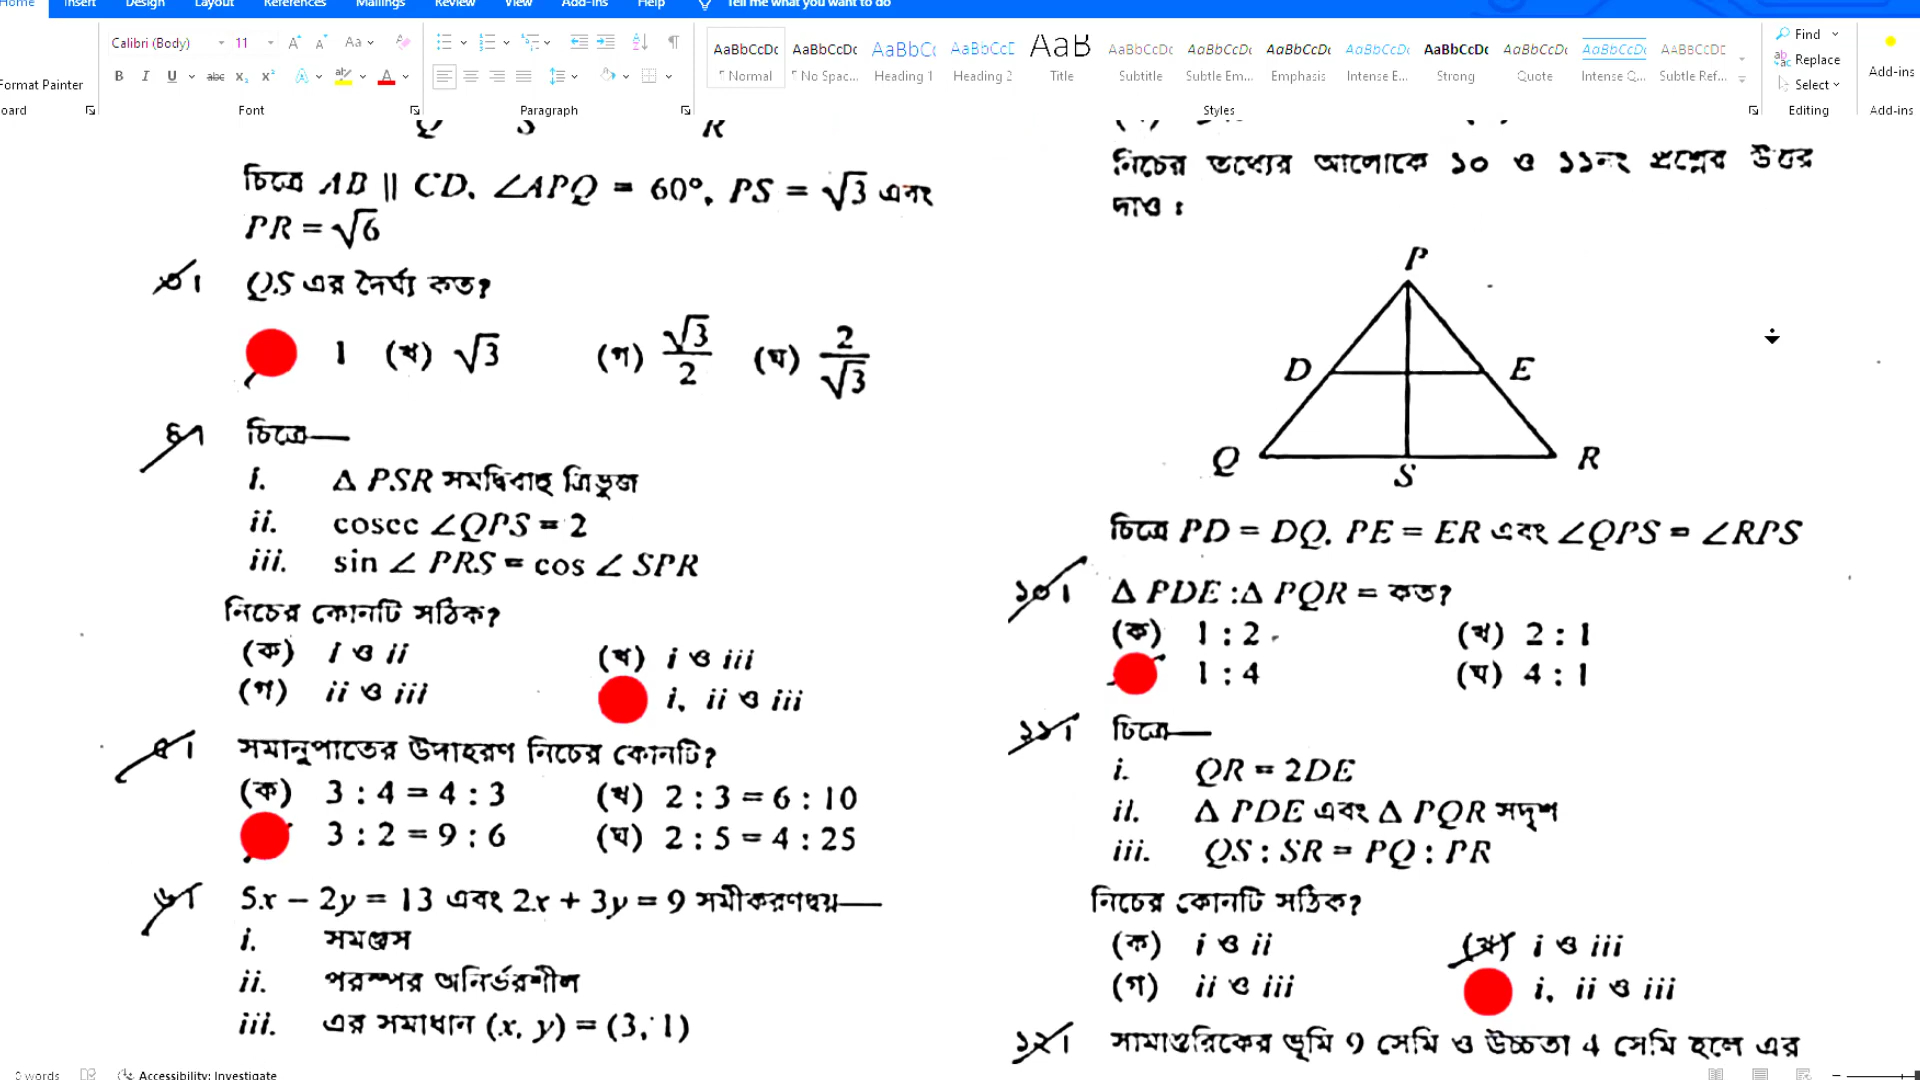 Home Insert Design Layout References Mailings Review View Add-ins Help Tell me what you want to do
Calibri (Body) 11 Aa
Format Painter
B I U abc x₂ x² A A
AaBbCcDc AaBbCcDc AaBbCc AaBbCcD AaB AaBbCcDc AaBbCcDc AaBbCcDc AaBbCcDc AaBbCcDc AaBbCcDc AaBbCcDc AaBbCcDc
¶ Normal ¶ No Spac... Heading 1 Heading 2 Title Subtitle Subtle Em... Emphasis Intense E... Strong Quote Intense Q... Subtle Ref...
Find
Replace
Select
Add-ins
Font Paragraph Styles Editing Add-ins
Q S R
চিত্রে AB || CD, ∠APQ = 60°, PS = √3 এবং
PR = √6
৩। QS এর দৈর্ঘ্য কত?
1 (খ) √3 (গ) √3/2 (ঘ) 2/√3
৪। চিত্রে—
i. Δ PSR সমদ্বিবাহু ত্রিভুজ
ii. cosec ∠QPS = 2
iii. sin ∠ PRS = cos ∠ SPR
নিচের কোনটি সঠিক?
(ক) i ও ii (খ) i ও iii
(গ) ii ও iii i, ii ও iii
৫। সমানুপাতের উদাহরণ নিচের কোনটি?
(ক) 3 : 4 = 4 : 3 (খ) 2 : 3 = 6 : 10
3 : 2 = 9 : 6 (ঘ) 2 : 5 = 4 : 25
৬। 5x − 2y = 13 এবং 2x + 3y = 9 সমীকরণদ্বয়—
i. সমঞ্জস
ii. পরস্পর অনির্ভরশীল
iii. এর সমাধান (x, y) = (3, 1)
নিচের তথ্যের আলোকে ১০ ও ১১নং প্রশ্নের উত্তর
দাও :
P
D E
Q S R
চিত্রে PD = DQ, PE = ER এবং ∠QPS = ∠RPS
১০। Δ PDE :Δ PQR = কত?
(ক) 1 : 2 (খ) 2 : 1
1 : 4 (ঘ) 4 : 1
১১। চিত্রে—
i. QR = 2DE
ii. Δ PDE এবং Δ PQR সদৃশ
iii. QS : SR = PQ : PR
নিচের কোনটি সঠিক?
(ক) i ও ii (খ) i ও iii
(গ) ii ও iii i, ii ও iii
১২। সামান্তরিকের ভূমি 9 সেমি ও উচ্চতা 4 সেমি হলে এর
0 words Accessibility: Investigate